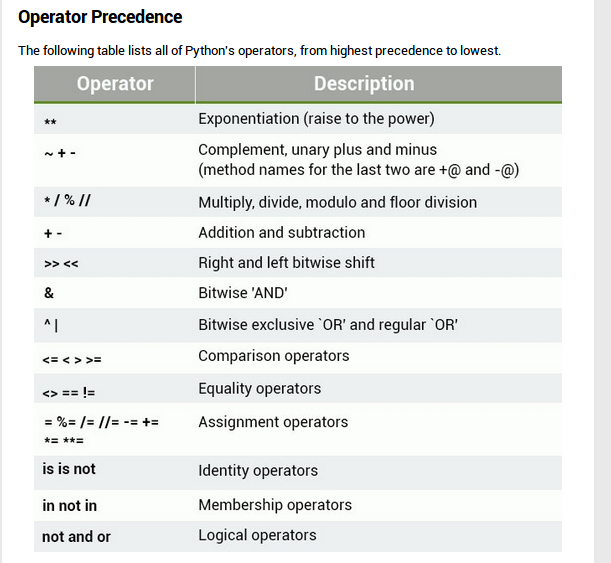 Operator Precedence
The following table lists all of Python's operators, from highest precedence to lowest.
Operator Description
** Exponentiation (raise to the power)
~ + - Complement, unary plus and minus
(method names for the last two are +@ and -@)
* / % // Multiply, divide, modulo and floor division
+ - Addition and subtraction
>> << Right and left bitwise shift
& Bitwise 'AND'
^ | Bitwise exclusive `OR' and regular `OR'
<= < > >= Comparison operators
<> == != Equality operators
= %= /= //= -= += Assignment operators
*= **=
is is not Identity operators
in not in Membership operators
not and or Logical operators